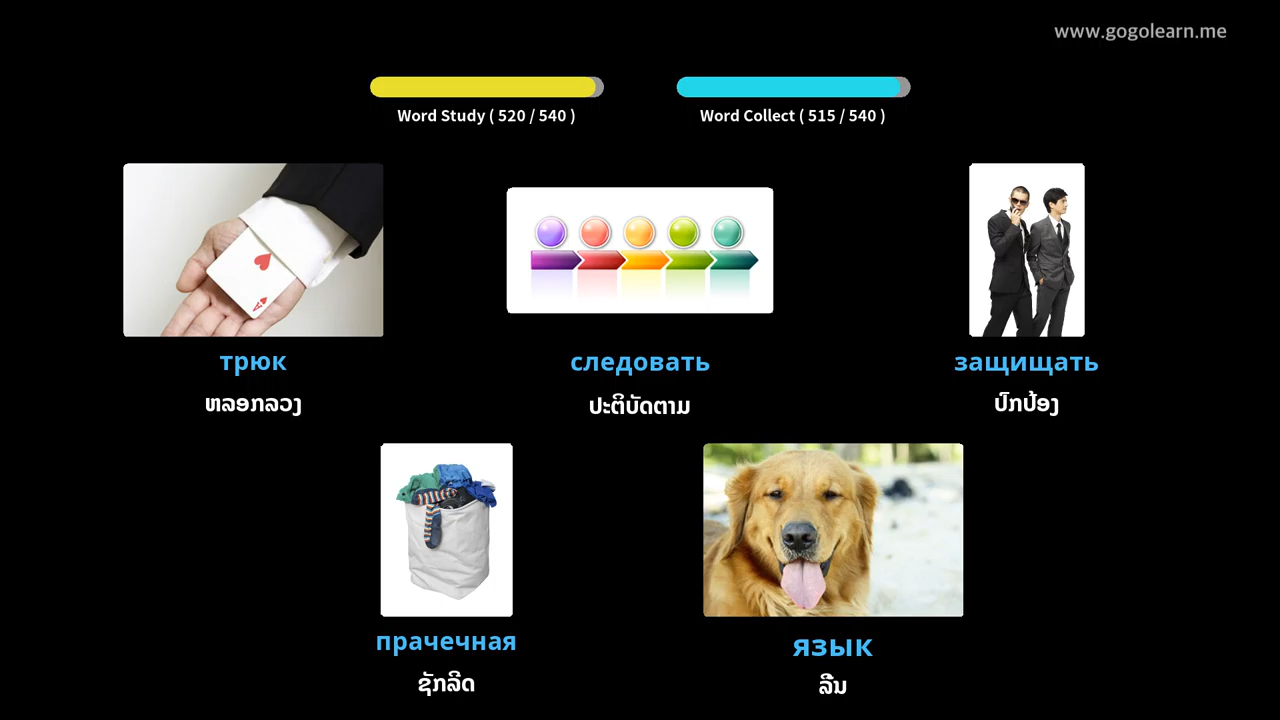 www.gogolearn.me
Word Study ( 520 / 540 )
Word Collect ( 515 / 540 )
трюк
следовать
защищать
ຫລອກລວງ
ປະຕິບັດຕາມ
ປົກປ້ອງ
прачечная
язык
ຊັກລີດ
ລີ້ນ